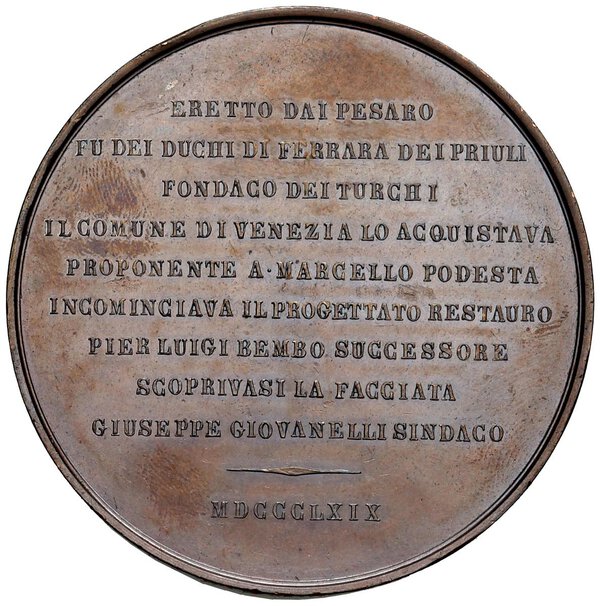 ERETTO DAI PESARO
FU DEI DUCHI DI FERRARA DEI PRIULI
FONDACO DEI TURCHI
IL COMUNE DI VENEZIA LO ACQUISTAVA
PROPONENTE A · MARCELLO PODESTA
INCOMINCIAVA IL PROGETTATO RESTAURO
PIER LUIGI BEMBO SUCCESSORE
SCOPRIVASI LA FACCIATA
GIUSEPPE GIOVANELLI SINDACO
MDCCCLXIX